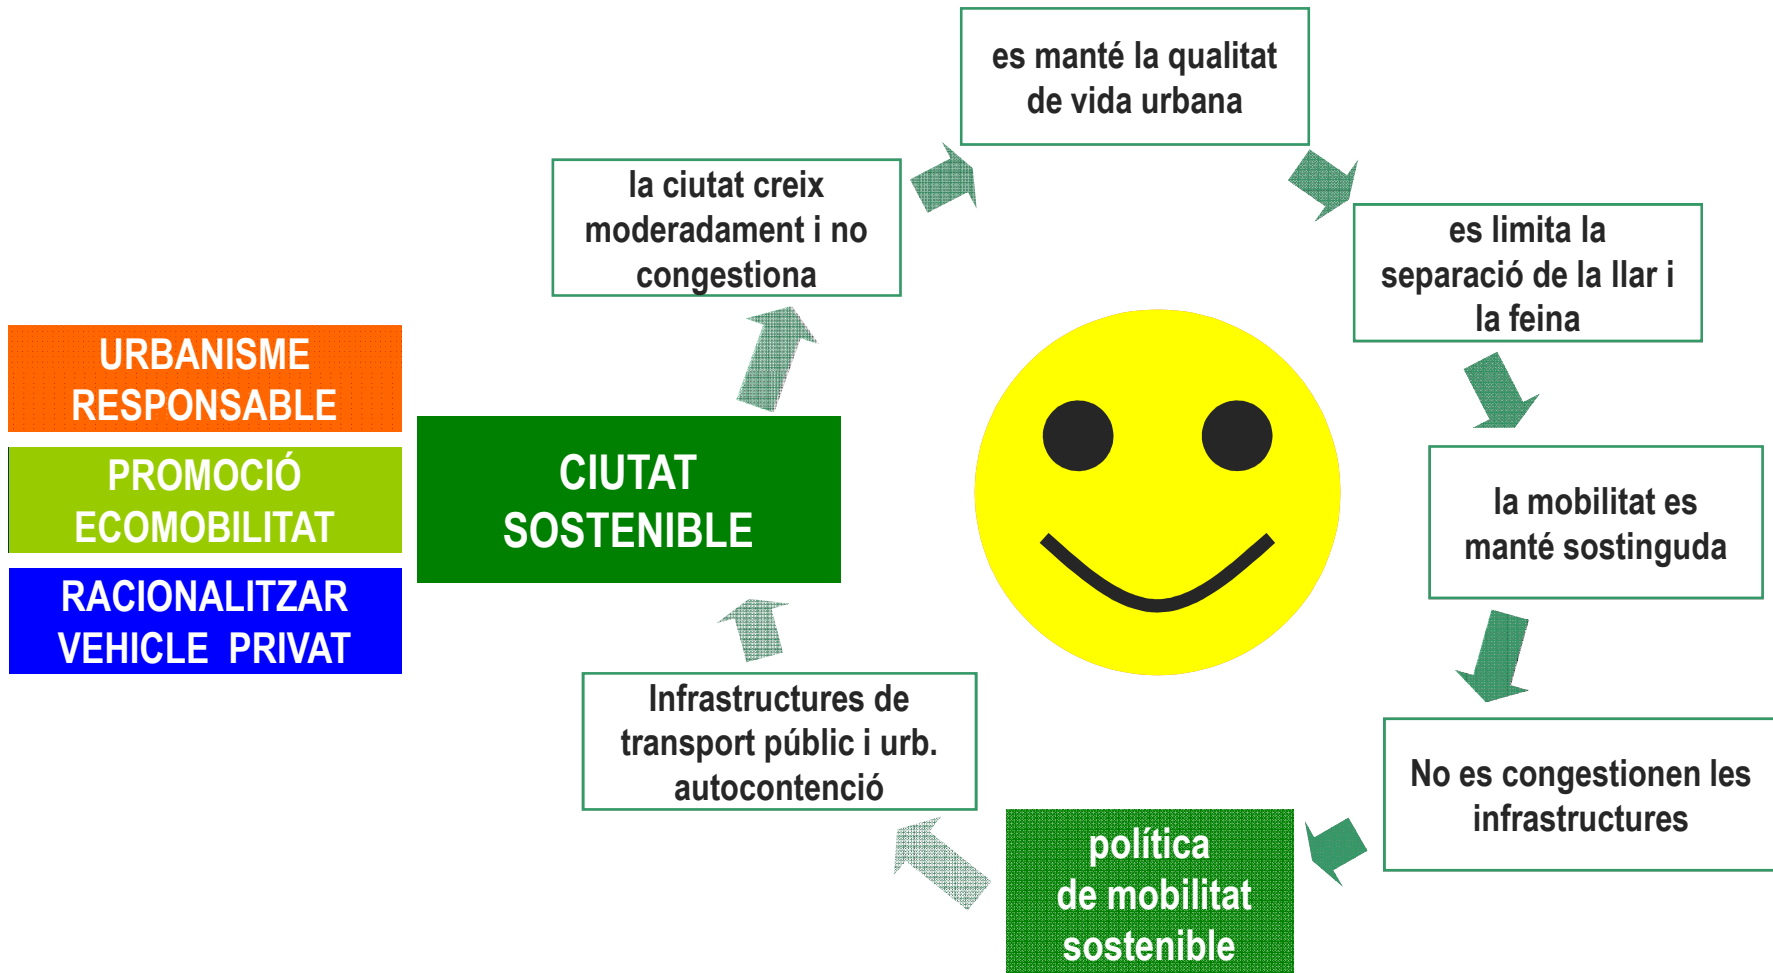 es manté la qualitat
de vida urbana
la ciutat creix
moderadament i no
congestiona
es limita la
separació de la llar i
la feina
URBANISME
RESPONSABLE
PROMOCIÓ
ECOMOBILITAT
RACIONALITZAR
VEHICLE PRIVAT
CIUTAT
SOSTENIBLE
la mobilitat es
manté sostinguda
Infrastructures de
transport públic i urb.
autocontenció
No es congestionen les
infrastructures
política
de mobilitat
sostenible